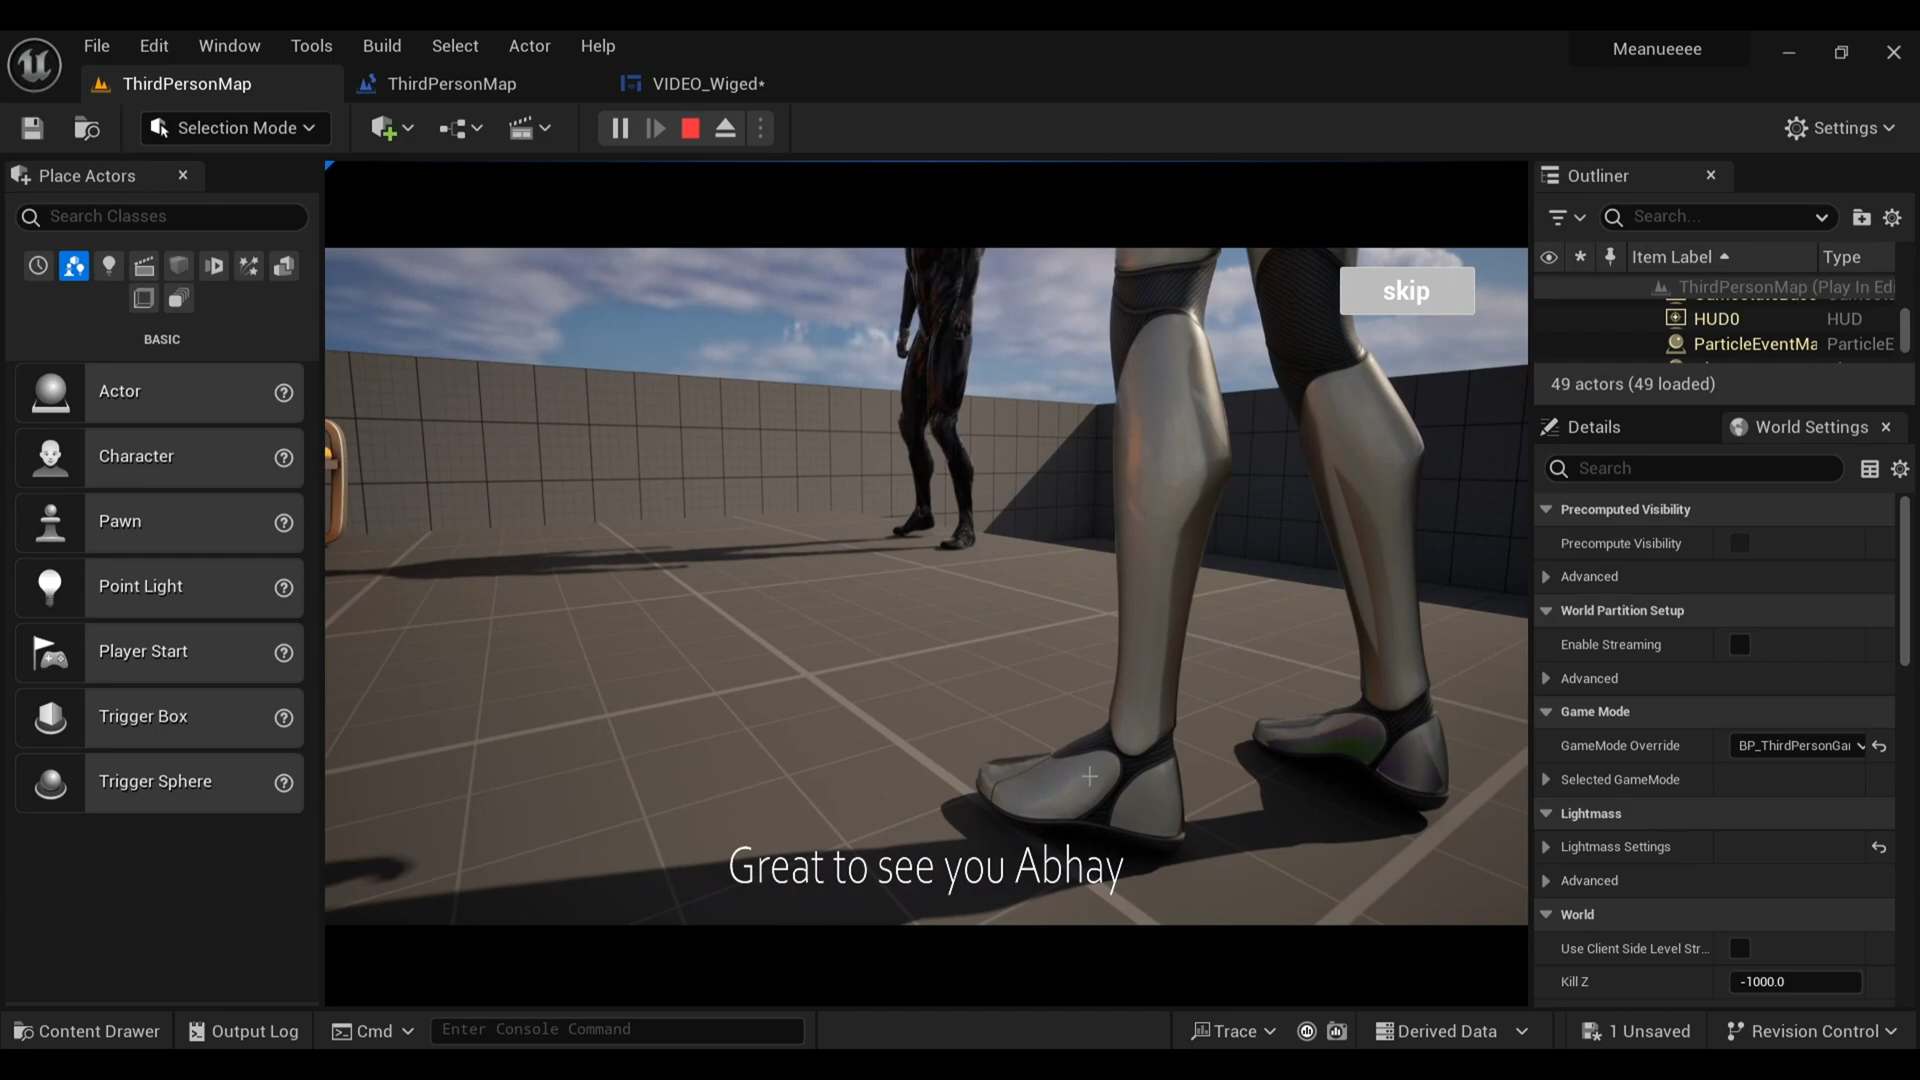 File Edit Window Tools Build Select Actor Help
Meanueeee
ThirdPersonMap
ThirdPersonMap
VIDEO_Wiged*
Selection Mode
Settings
Place Actors
Search Classes
BASIC
Actor
Character
Pawn
Point Light
Player Start
Trigger Box
Trigger Sphere
skip
Great to see you Abhay
Outliner
Search...
Item Label Type
ThirdPersonMap (Play In Edi
HUD0 HUD
ParticleEventMa ParticleE
49 actors (49 loaded)
Details
World Settings
Search
Precomputed Visibility
Precompute Visibility
Advanced
World Partition Setup
Enable Streaming
Advanced
Game Mode
GameMode Override BP_ThirdPersonGa
Selected GameMode
Lightmass
Lightmass Settings
Advanced
World
Use Client Side Level Str...
Kill Z -1000.0
Content Drawer
Output Log
Cmd
Enter Console Command
Trace
Derived Data
1 Unsaved
Revision Control